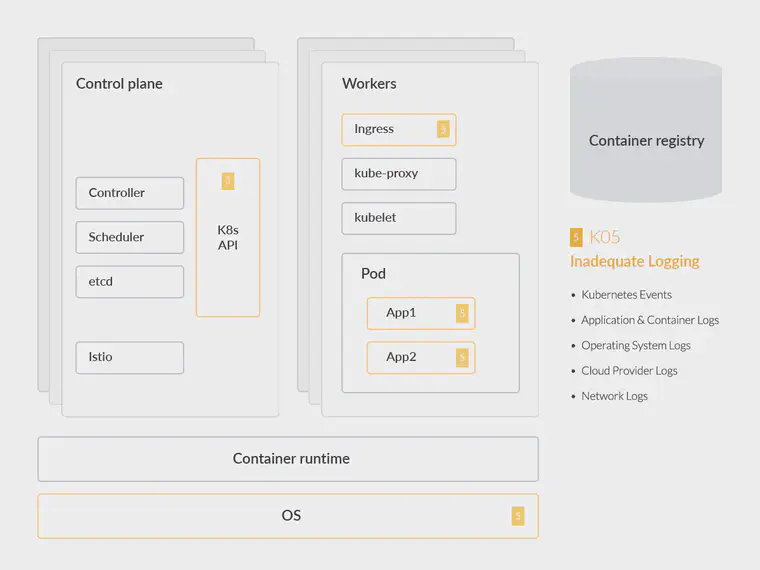 Control plane
Controller
Scheduler
etcd
Istio
5
K8s
API
Workers
Ingress 5
kube-proxy
kubelet
Pod
App1 5
App2 5
Container runtime
OS 5
Container registry
5 K05
Inadequate Logging
• Kubernetes Events
• Application & Container Logs
• Operating System Logs
• Cloud Provider Logs
• Network Logs